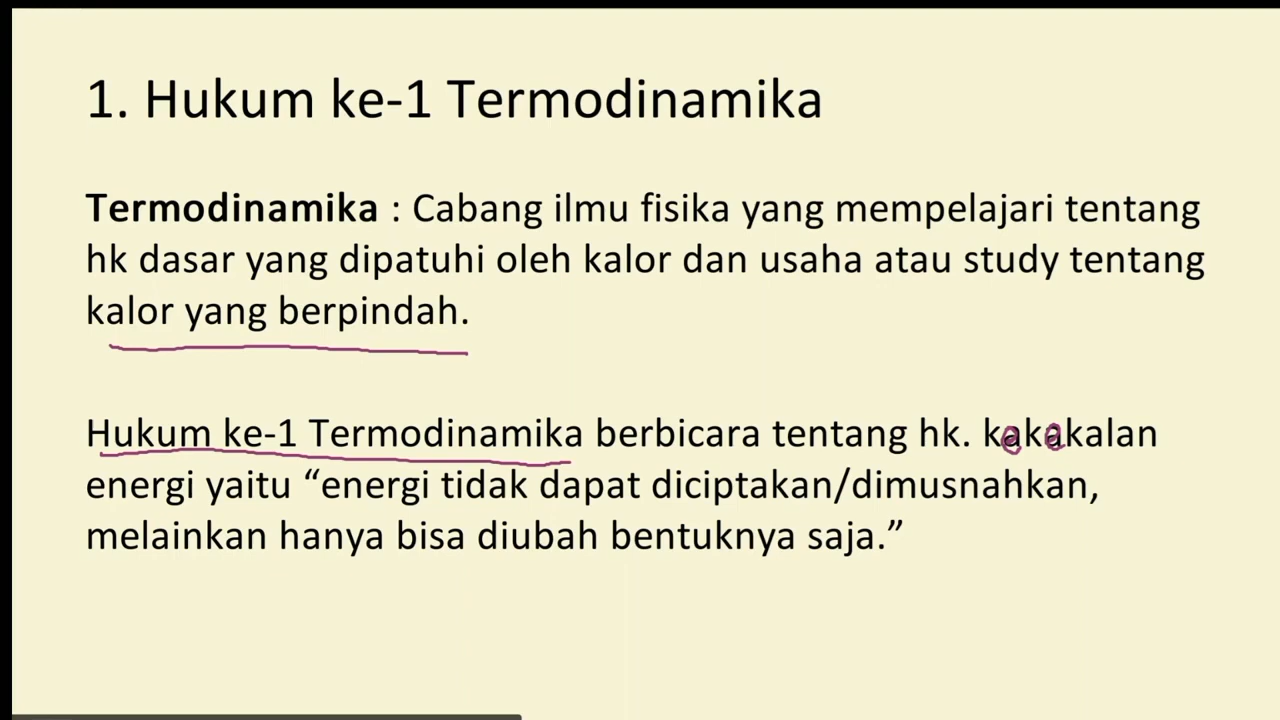 1. Hukum ke-1 Termodinamika
Termodinamika : Cabang ilmu fisika yang mempelajari tentang
hk dasar yang dipatuhi oleh kalor dan usaha atau study tentang
kalor yang berpindah.
Hukum ke-1 Termodinamika berbicara tentang hk. kekekalan
energi yaitu “energi tidak dapat diciptakan/dimusnahkan,
melainkan hanya bisa diubah bentuknya saja.”